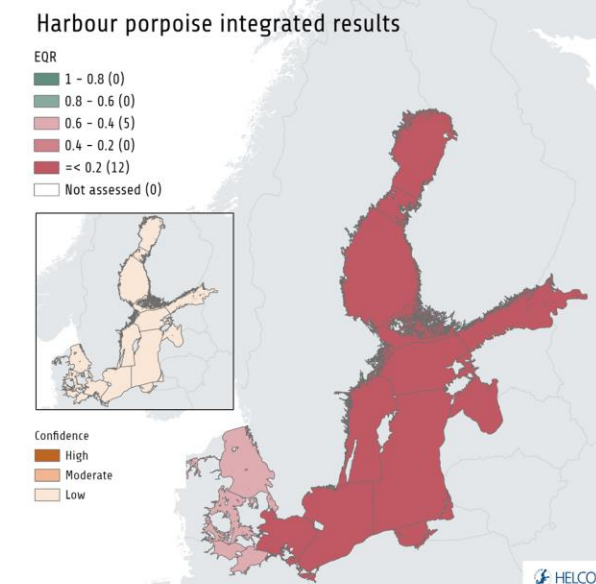 Harbour porpoise integrated results
EQR
1 - 0.8 (0)
0.8 - 0.6 (0)
0.6 - 0.4 (5)
0.4 - 0.2 (0)
=< 0.2 (12)
Not assessed (0)
Confidence
High
Moderate
Low
HELCO